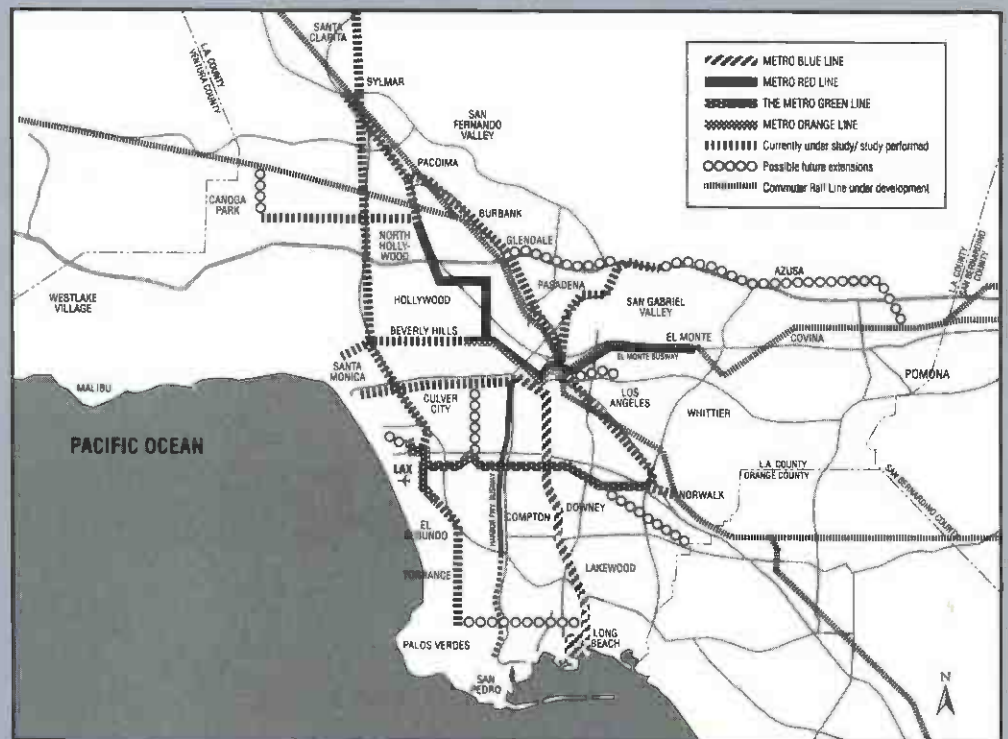 SANTA
CLARITA
L.A. COUNTY
VENTURA COUNTY
SYLMAR
SAN
FERNANDO
VALLEY
PACOIMA
CANOGA
PARK
BURBANK
NORTH
HOLLY-
WOOD
GLENDALE
PASADENA
AZUSA
L.A. COUNTY
SAN BERNARDINO
COUNTY
WESTLAKE
VILLAGE
HOLLYWOOD
SAN GABRIEL
VALLEY
BEVERLY HILLS
EL MONTE
COVINA
EL MONTE BUSWAY
SANTA
MONICA
POMONA
MALIBU
CULVER
CITY
LOS
ANGELES
WHITTIER
PACIFIC OCEAN
LAX
L.A. COUNTY
ORANGE COUNTY
SAN BERNARDINO COUNTY
NORWALK
HARBOR FWY BUSWAY
COMPTON
DOWNEY
EL
SEGUNDO
TORRANCE
LAKEWOOD
PALOS VERDES
LONG
BEACH
SAN
PEDRO
N
METRO BLUE LINE
METRO RED LINE
THE METRO GREEN LINE
METRO ORANGE LINE
Currently under study/ study performed
Possible future extensions
Commuter Rail Line under development